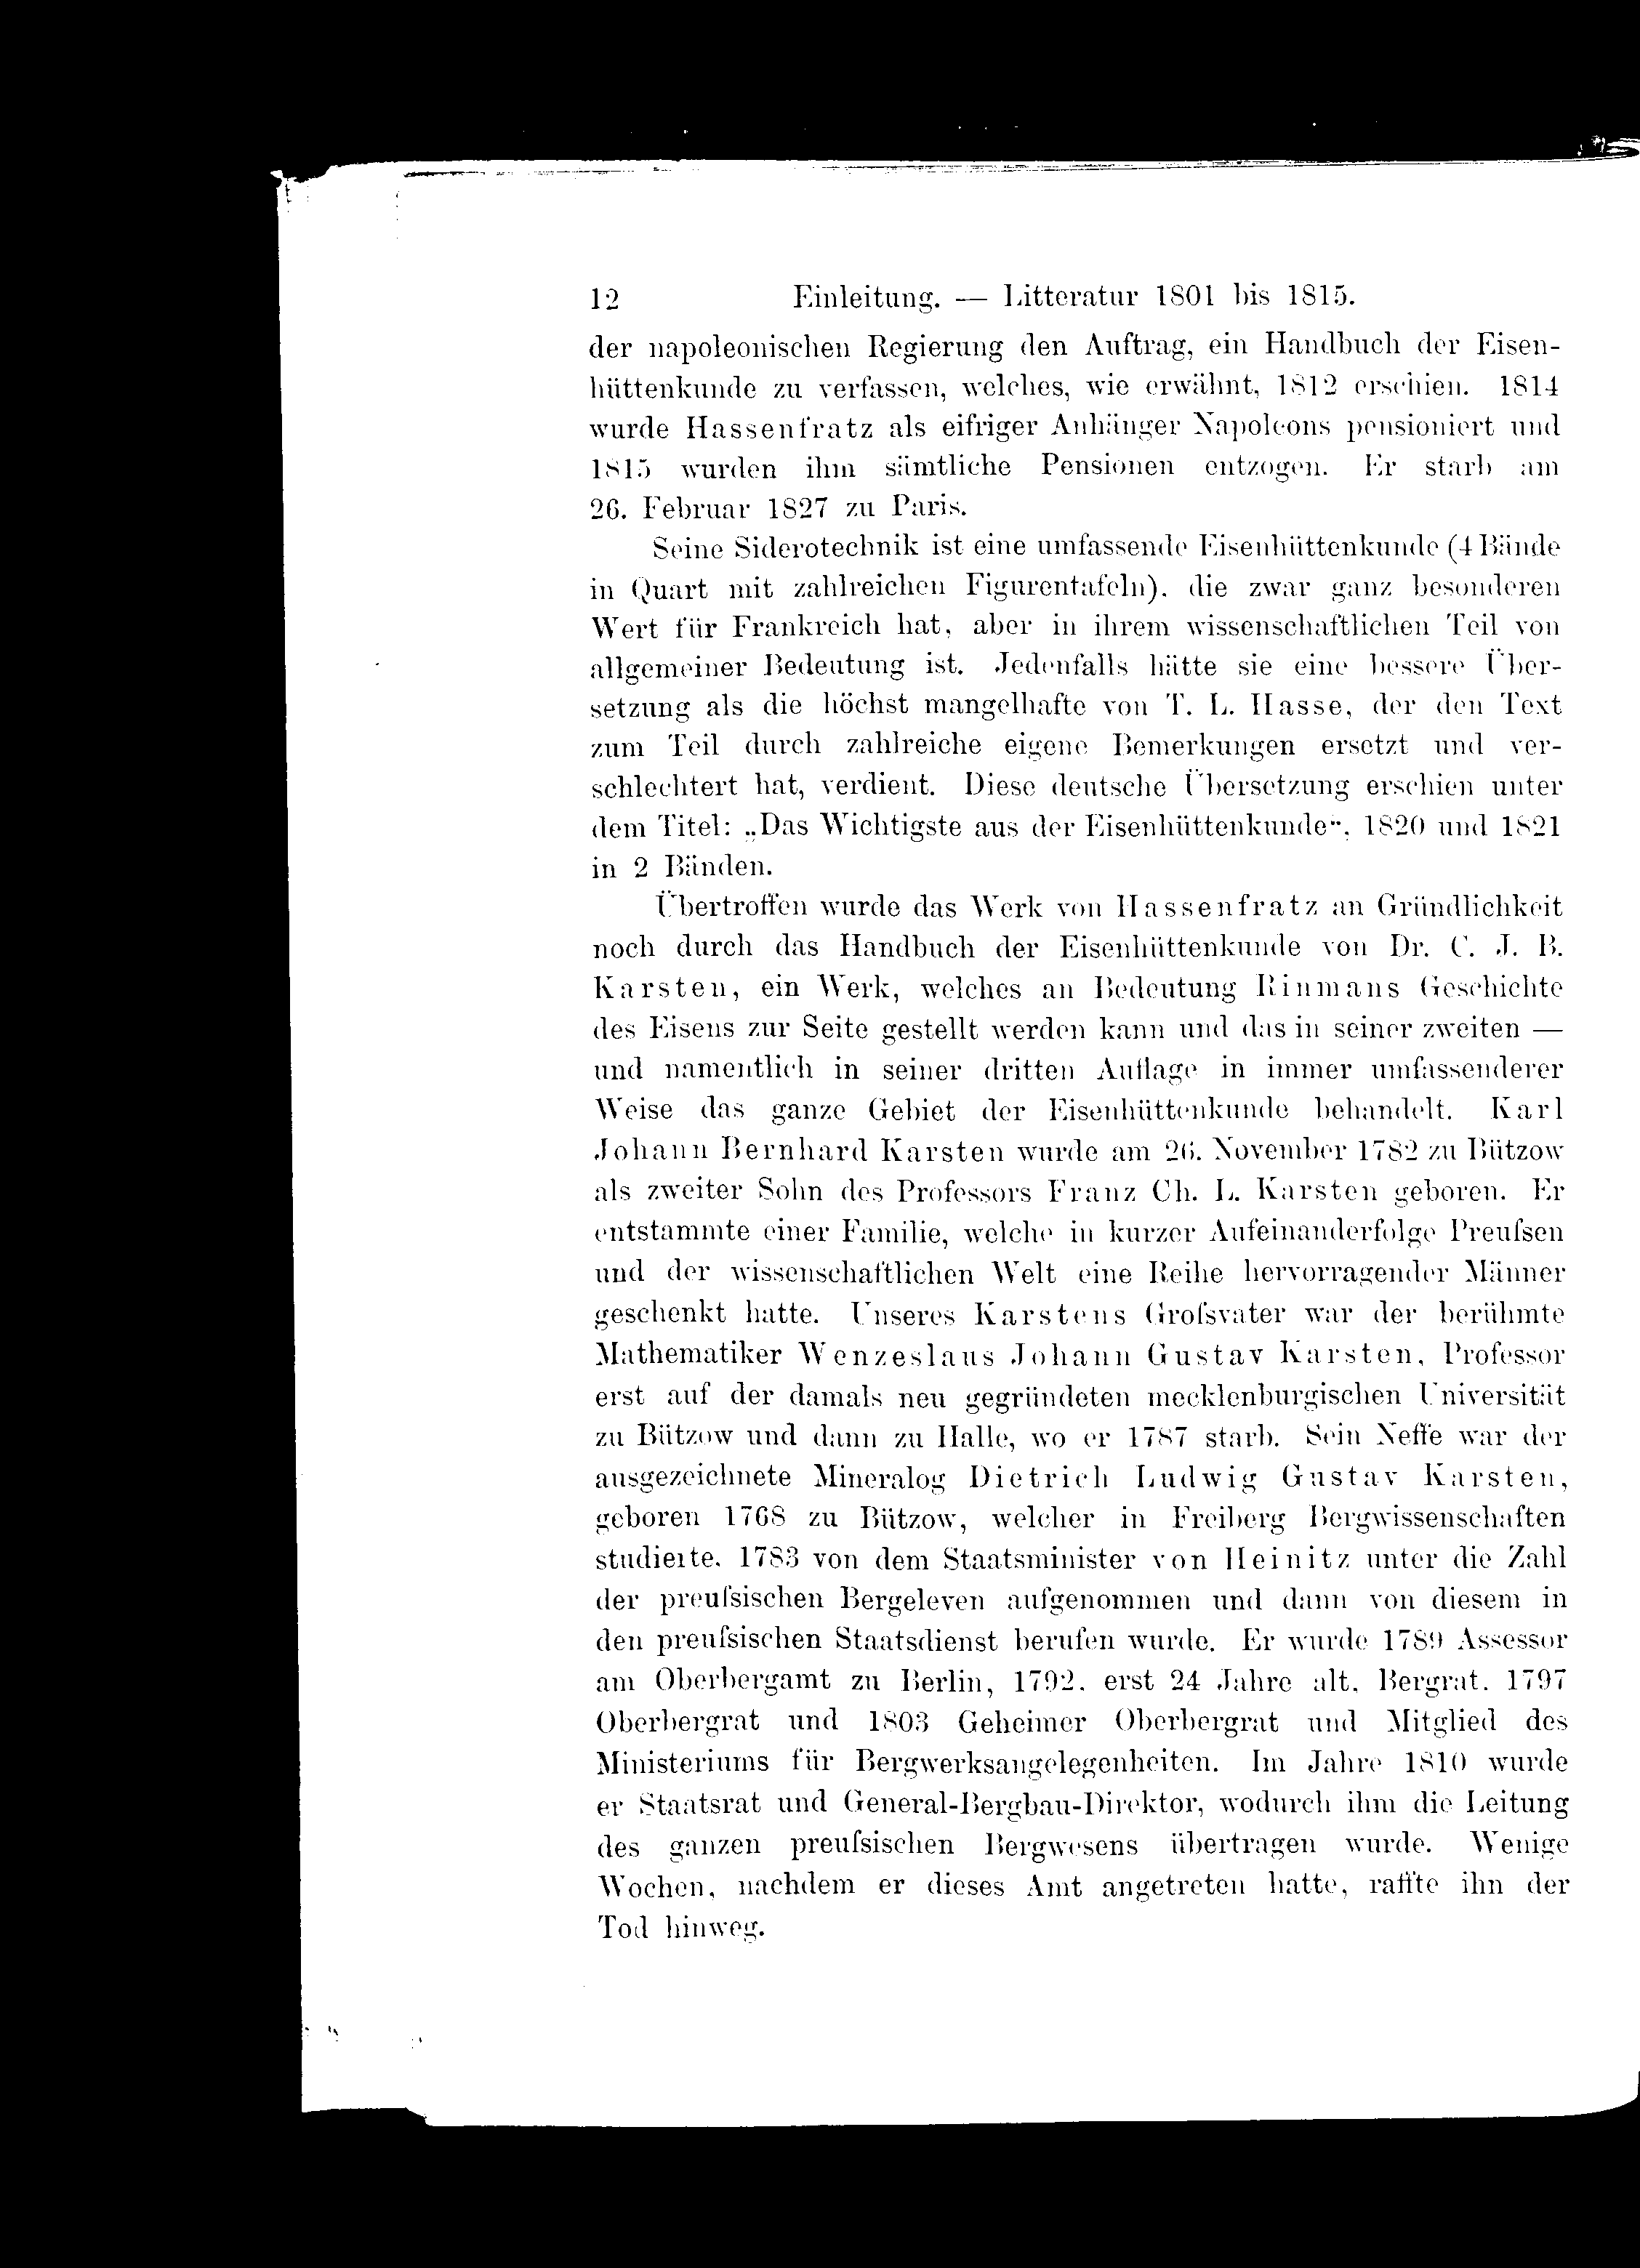 12 Einleitung. — Litteratur 1801 bis 1815.
der napoleonischen Regierung den Auftrag, ein Handbuch der Eisen-
hüttenkunde zu verfassen, welches, wie erwähnt, 1812 erschien. 1814
wurde Hassenfratz als eifriger Anhänger Napoleons pensioniert und
1815 wurden ihm sämtliche Pensionen entzogen. Er starb am
26. Februar 1827 zu Paris.
Seine Siderotechnik ist eine umfassende Eisenhüttenkunde (4 Bände
in Quart mit zahlreichen Figurentafeln), die zwar ganz besonderen
Wert für Frankreich hat, aber in ihrem wissenschaftlichen Teil von
allgemeiner Bedeutung ist. Jedenfalls hätte sie eine bessere Über-
setzung als die höchst mangelhafte von T. L. Hasse, der den Text
zum Teil durch zahlreiche eigene Bemerkungen ersetzt und ver-
schlechtert hat, verdient. Diese deutsche Übersetzung erschien unter
dem Titel: „Das Wichtigste aus der Eisenhüttenkunde“, 1820 und 1821
in 2 Bänden.
Übertroffen wurde das Werk von Hassenfratz an Gründlichkeit
noch durch das Handbuch der Eisenhüttenkunde von Dr. C. J. B.
Karsten, ein Werk, welches an Bedeutung Rinmans Geschichte
des Eisens zur Seite gestellt werden kann und das in seiner zweiten —
und namentlich in seiner dritten Auflage in immer umfassenderer
Weise das ganze Gebiet der Eisenhüttenkunde behandelt. Karl
Johann Bernhard Karsten wurde am 26. November 1782 zu Bützow
als zweiter Sohn des Professors Franz Ch. L. Karsten geboren. Er
entstammte einer Familie, welche in kurzer Aufeinanderfolge Preuſsen
und der wissenschaftlichen Welt eine Reihe hervorragender Männer
geschenkt hatte. Unseres Karstens Groſsvater war der berühmte
Mathematiker Wenzeslaus Johann Gustav Karsten, Professor
erst auf der damals neu gegründeten mecklenburgischen Universität
zu Bützow und dann zu Halle, wo er 1787 starb. Sein Neffe war der
ausgezeichnete Mineralog Dietrich Ludwig Gustav Karsten,
geboren 1768 zu Bützow, welcher in Freiberg Bergwissenschaften
studierte, 1783 von dem Staatsminister von Heinitz unter die Zahl
der preuſsischen Bergeleven aufgenommen und dann von diesem in
den preuſsischen Staatsdienst berufen wurde. Er wurde 1789 Assessor
am Oberbergamt zu Berlin, 1792, erst 24 Jahre alt, Bergrat, 1797
Oberbergrat und 1803 Geheimer Oberbergrat und Mitglied des
Ministeriums für Bergwerksangelegenheiten. Im Jahre 1810 wurde
er Staatsrat und General-Bergbau-Direktor, wodurch ihm die Leitung
des ganzen preuſsischen Bergwesens übertragen wurde. Wenige
Wochen, nachdem er dieses Amt angetreten hatte, raffte ihn der
Tod hinweg.